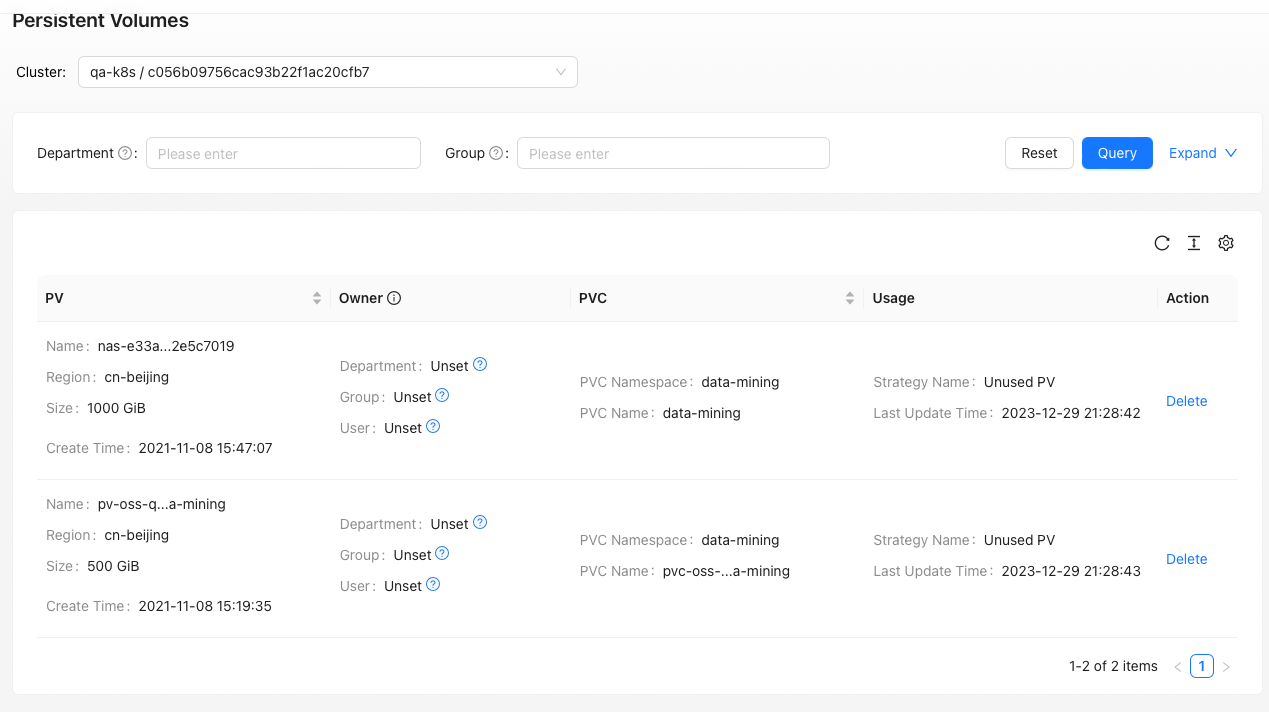 Persistent Volumes
Cluster: qa-k8s / c056b09756cac93b22f1ac20cfb7
Department ? : Please enter Group ? : Please enter Reset Query Expand
PV Owner PVC Usage Action
Name : nas-e33a...2e5c7019
Region : cn-beijing
Size : 1000 GiB
Create Time : 2021-11-08 15:47:07
Department : Unset ?
Group : Unset ?
User : Unset ?
PVC Namespace : data-mining
PVC Name : data-mining
Strategy Name : Unused PV
Last Update Time : 2023-12-29 21:28:42
Delete
Name : pv-oss-q...a-mining
Region : cn-beijing
Size : 500 GiB
Create Time : 2021-11-08 15:19:35
Department : Unset ?
Group : Unset ?
User : Unset ?
PVC Namespace : data-mining
PVC Name : pvc-oss-...a-mining
Strategy Name : Unused PV
Last Update Time : 2023-12-29 21:28:43
Delete
1-2 of 2 items < 1 >